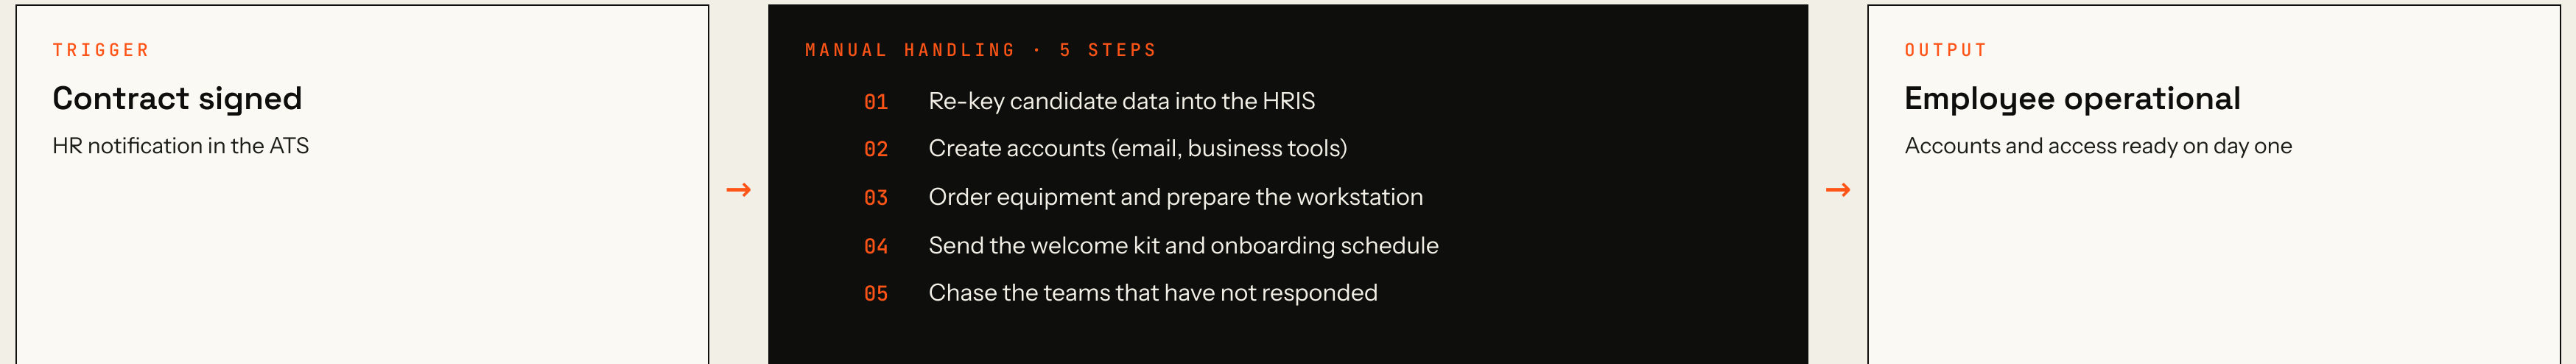 TRIGGER
Contract signed
HR notification in the ATS
→
MANUAL HANDLING · 5 STEPS
01 Re-key candidate data into the HRIS
02 Create accounts (email, business tools)
03 Order equipment and prepare the workstation
04 Send the welcome kit and onboarding schedule
05 Chase the teams that have not responded
→
OUTPUT
Employee operational
Accounts and access ready on day one